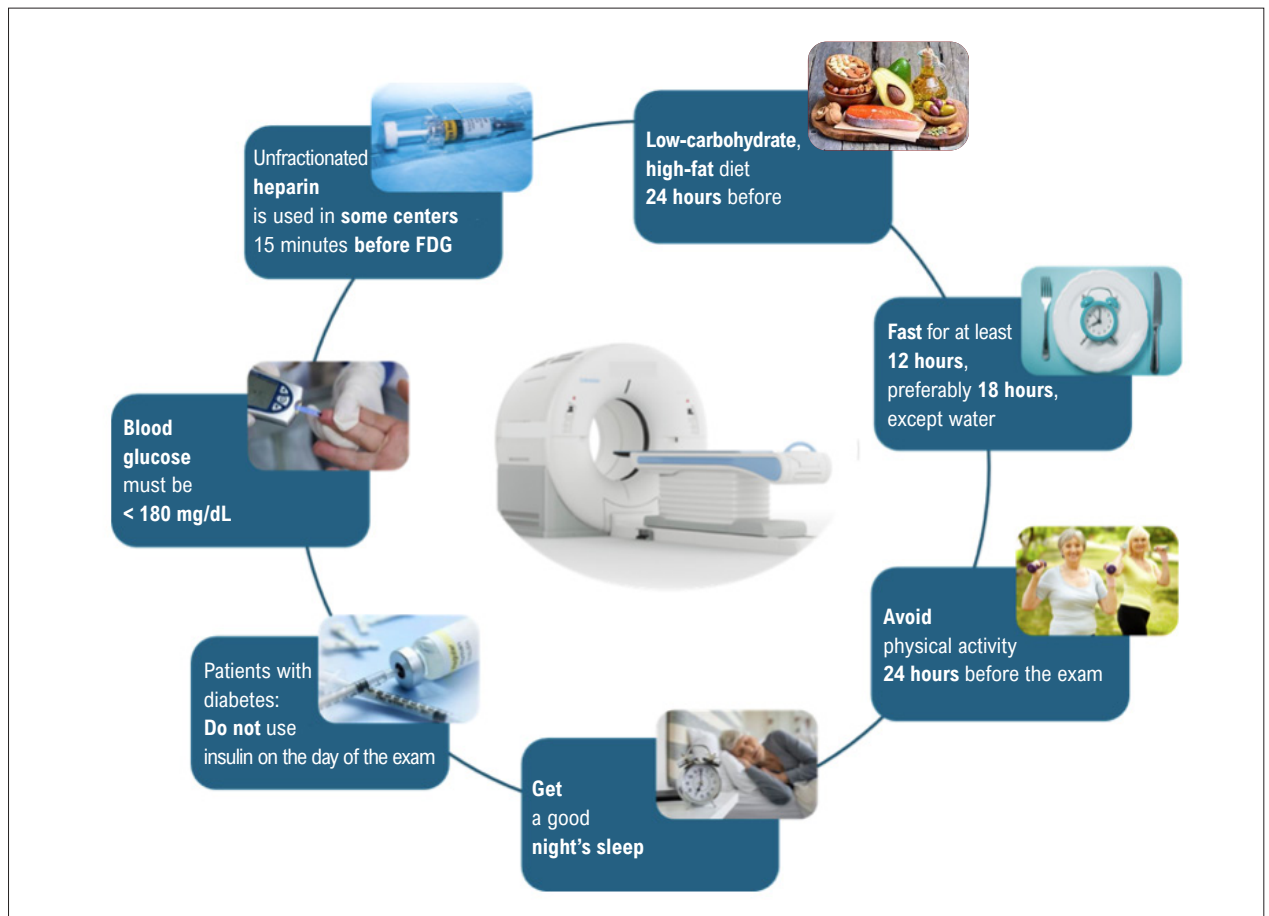 Low-carbohydrate,
high-fat diet
24 hours before
Fast for at least
12 hours,
preferably 18 hours,
except water
Avoid
physical activity
24 hours before the exam
Get
a good
night's sleep
Patients with
diabetes:
Do not use
insulin on the day of the exam
Blood
glucose
must be
< 180 mg/dL
Unfractionated
heparin
is used in some centers
15 minutes before FDG